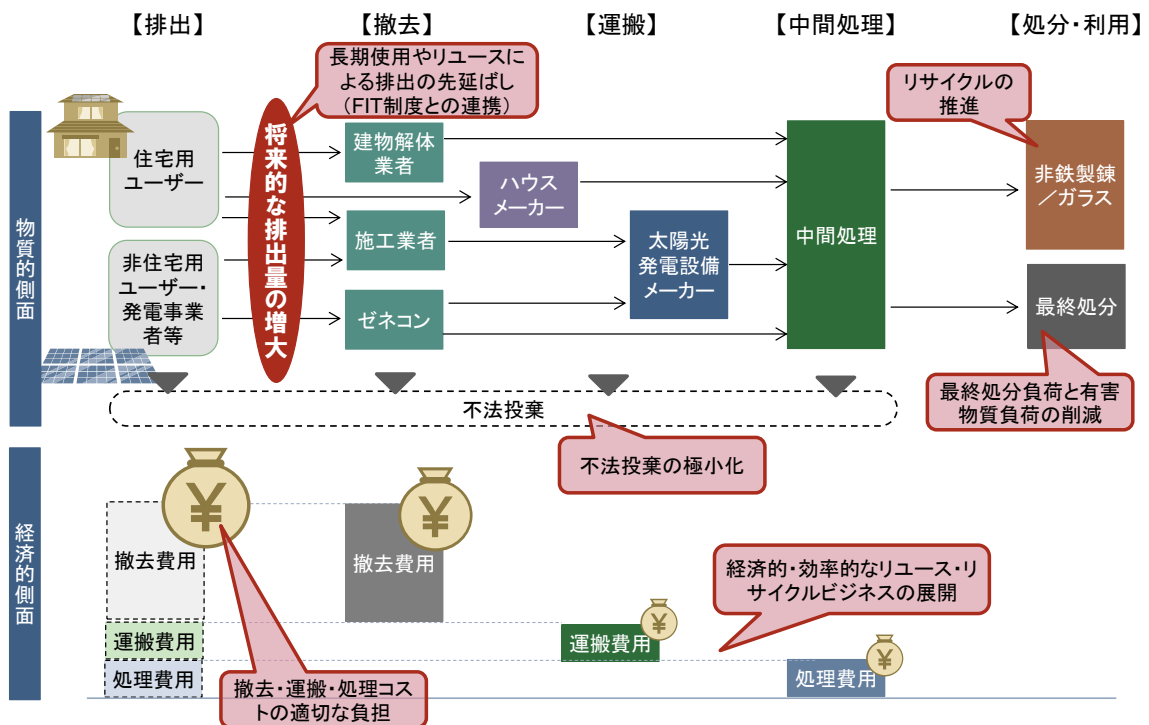 【排出】
【撤去】
【運搬】
【中間処理】
【処分・利用】
長期使用やリユースに
よる排出の先延ばし
（FIT制度との連携）
リサイクルの
推進
物質的側面
住宅用
ユーザー
非住宅用
ユーザー・
発電事業
者等
将来的な排出量の増大
建物解体
業者
施工業者
ゼネコン
ハウス
メーカー
太陽光
発電設備
メーカー
中間処理
非鉄製錬
／ガラス
最終処分
不法投棄
最終処分負荷と有害
物質負荷の削減
不法投棄の極小化
経済的側面
¥
¥
撤去費用
撤去費用
経済的・効率的なリユース・リ
サイクルビジネスの展開
運搬費用
運搬費用
¥
処理費用
処理費用
¥
撤去・運搬・処理コス
トの適切な負担